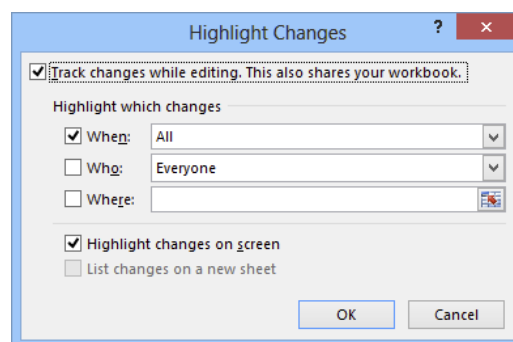 Highlight Changes
?
Track changes while editing. This also shares your workbook.
Highlight which changes
When: All
Who: Everyone
Where:
Highlight changes on screen
List changes on a new sheet
OK Cancel